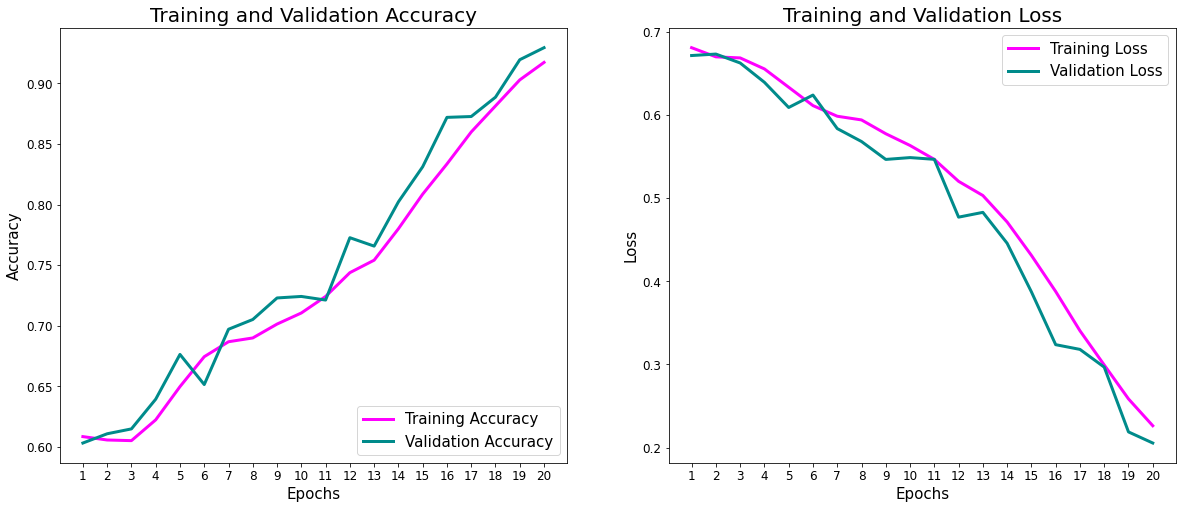 Training and Validation Accuracy
Accuracy
0.90
0.85
0.80
0.75
0.70
0.65
0.60
Training Accuracy
Validation Accuracy
1 2 3 4 5 6 7 8 9 10 11 12 13 14 15 16 17 18 19 20
Epochs
Training and Validation Loss
Loss
0.7
0.6
0.5
0.4
0.3
0.2
Training Loss
Validation Loss
1 2 3 4 5 6 7 8 9 10 11 12 13 14 15 16 17 18 19 20
Epochs